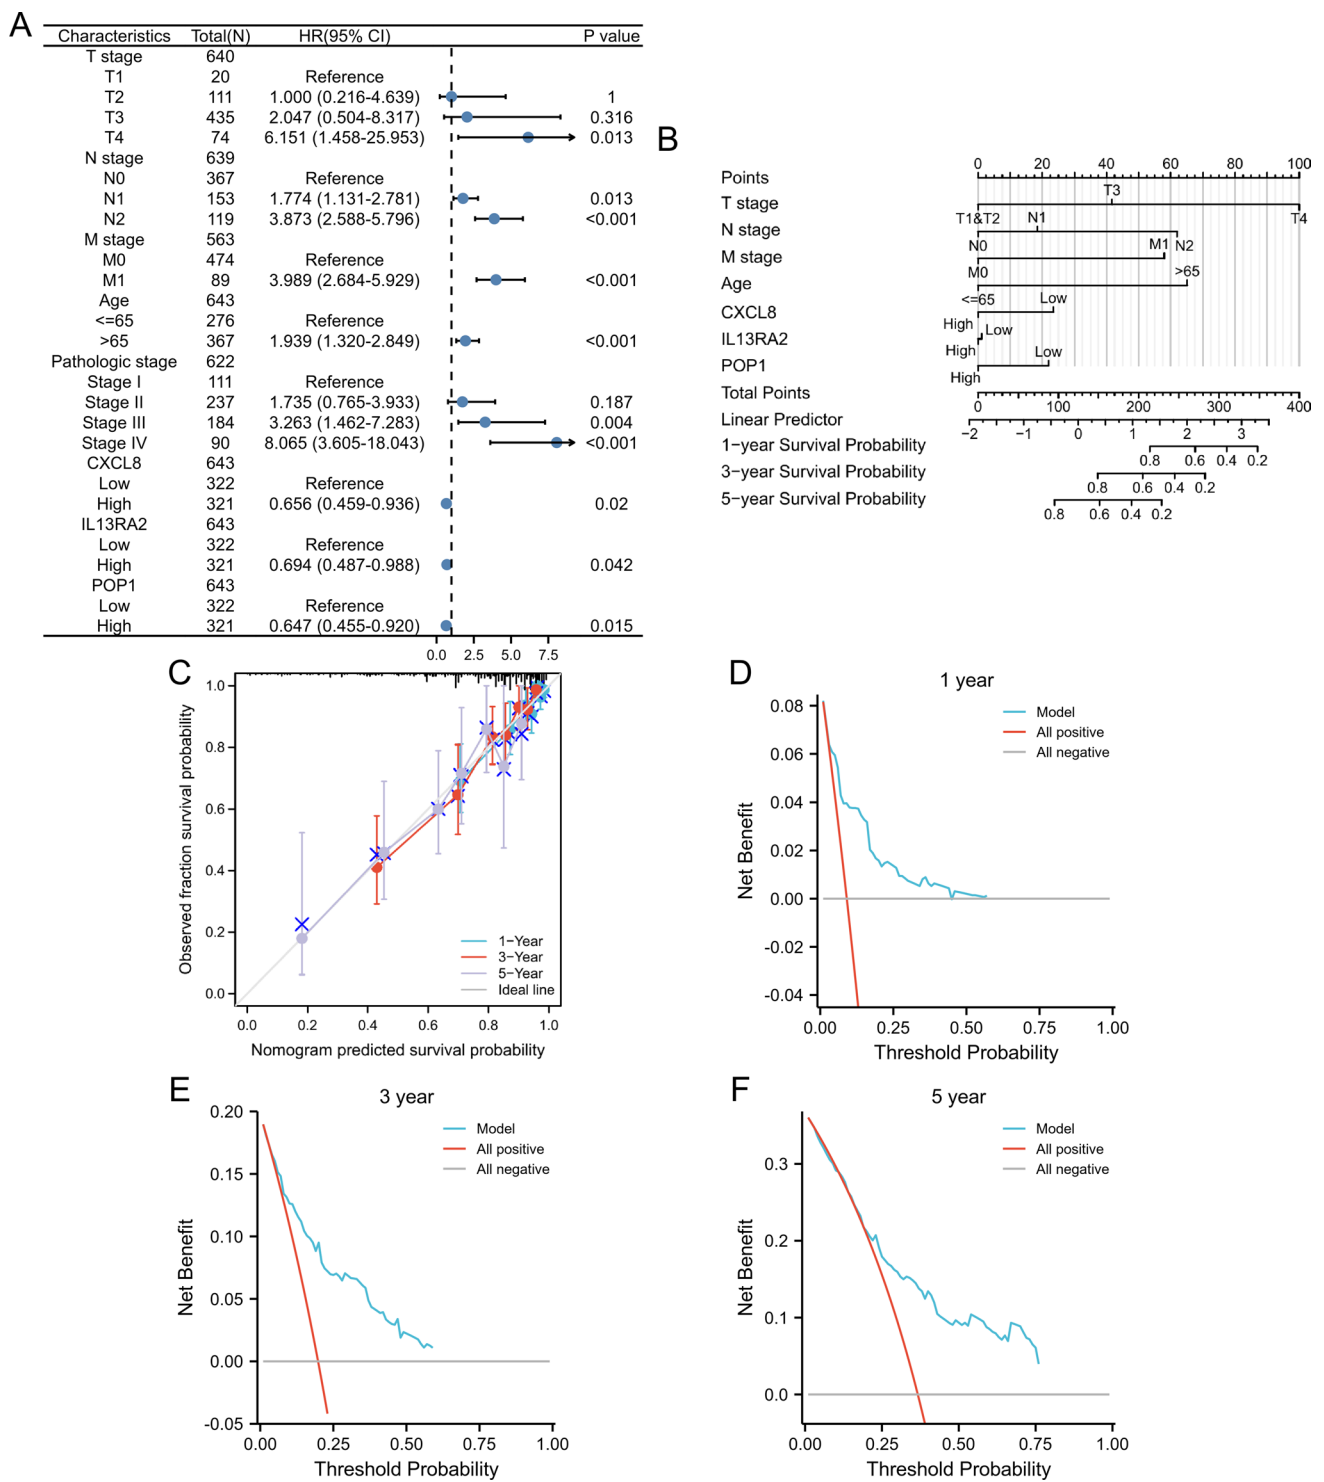 A
Characteristics Total(N) HR(95% CI) P value
T stage 640
T1 20 Reference
T2 111 1.000 (0.216-4.639) 1
T3 435 2.047 (0.504-8.317) 0.316
T4 74 6.151 (1.458-25.953) 0.013
N stage 639
N0 367 Reference
N1 153 1.774 (1.131-2.781) 0.013
N2 119 3.873 (2.588-5.796) <0.001
M stage 563
M0 474 Reference
M1 89 3.989 (2.684-5.929) <0.001
Age 643
<=65 276 Reference
>65 367 1.939 (1.320-2.849) <0.001
Pathologic stage 622
Stage I 111 Reference
Stage II 237 1.735 (0.765-3.933) 0.187
Stage III 184 3.263 (1.462-7.283) 0.004
Stage IV 90 8.065 (3.605-18.043) <0.001
CXCL8 643
Low 322 Reference
High 321 0.656 (0.459-0.936) 0.02
IL13RA2 643
Low 322 Reference
High 321 0.694 (0.487-0.988) 0.042
POP1 643
Low 322 Reference
High 321 0.647 (0.455-0.920) 0.015
0.0 2.5 5.0 7.5
B
0 20 40 60 80 100
Points
T3
T stage
T1&T2 N1 T4
N stage
N0 M1 N2
M stage
M0 >65
Age
<=65 Low
CXCL8
High Low
IL13RA2
High Low
POP1
High
Total Points
0 100 200 300 400
Linear Predictor
−2 −1 0 1 2 3
1−year Survival Probability
0.8 0.6 0.4 0.2
3−year Survival Probability
0.8 0.6 0.4 0.2
5−year Survival Probability
0.8 0.6 0.4 0.2
C
Observed fraction survival probability
1.0
0.8
0.6
0.4
0.2
0.0
1−Year
3−Year
5−Year
Ideal line
0.0 0.2 0.4 0.6 0.8 1.0
Nomogram predicted survival probability
D
1 year
Net Benefit
0.08
0.06
0.04
0.02
0.00
-0.02
-0.04
Model
All positive
All negative
0.00 0.25 0.50 0.75 1.00
Threshold Probability
E
3 year
Net Benefit
0.20
0.15
0.10
0.05
0.00
-0.05
Model
All positive
All negative
0.00 0.25 0.50 0.75 1.00
Threshold Probability
F
5 year
Net Benefit
0.3
0.2
0.1
0.0
Model
All positive
All negative
0.00 0.25 0.50 0.75 1.00
Threshold Probability